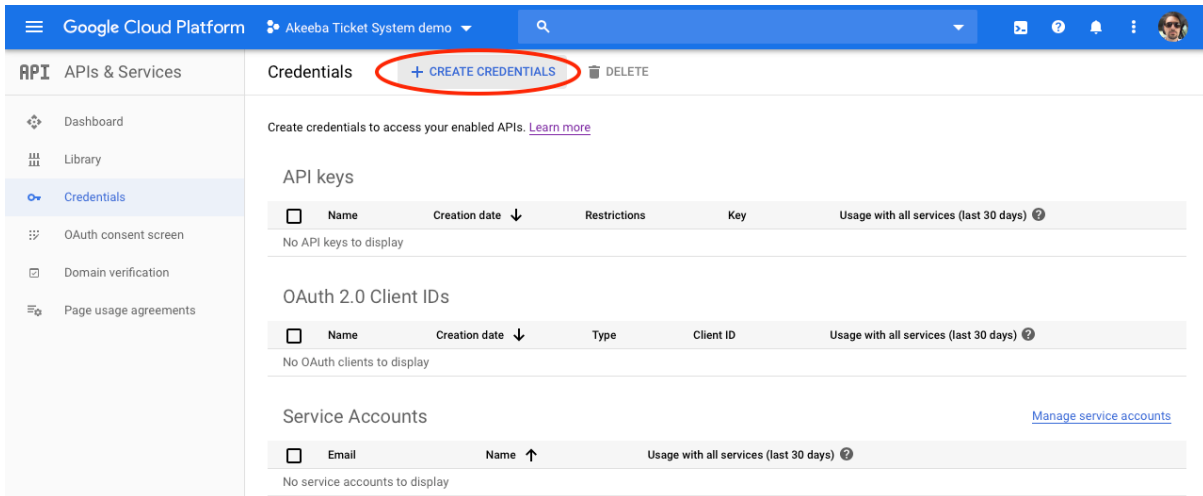 Google Cloud Platform Akeeba Ticket System demo
API APIs & Services
Dashboard
Library
Credentials
OAuth consent screen
Domain verification
Page usage agreements
Credentials + CREATE CREDENTIALS DELETE
Create credentials to access your enabled APIs. Learn more
API keys
Name Creation date Restrictions Key Usage with all services (last 30 days)
No API keys to display
OAuth 2.0 Client IDs
Name Creation date Type Client ID Usage with all services (last 30 days)
No OAuth clients to display
Service Accounts Manage service accounts
Email Name Usage with all services (last 30 days)
No service accounts to display